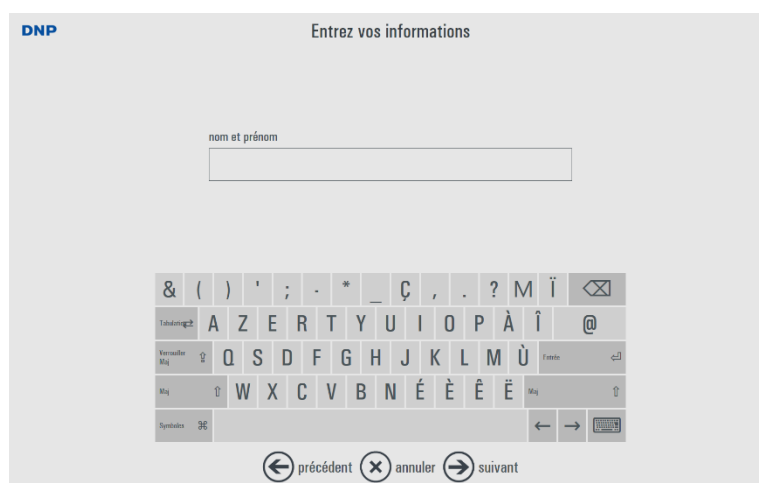 DNP
Entrez vos informations
nom et prénom
& ( ) ' ; - * _ Ç , . ? M Ï
Tabulation A Z E R T Y U I O P À Î @
Verrouiller Maj Q S D F G H J K L M Ù Entrée
Maj W X C V B N É È Ê Ë Maj
Symboles ⌘ ← →
précédent annuler suivant